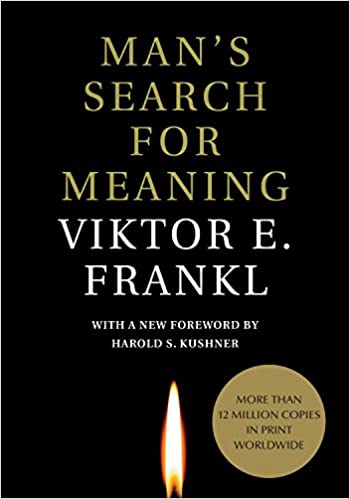 MAN'S
SEARCH
FOR
MEANING
VIKTOR E.
FRANKL
WITH A NEW FOREWORD BY
HAROLD S. KUSHNER
MORE THAN
12 MILLION COPIES
IN PRINT
WORLDWIDE